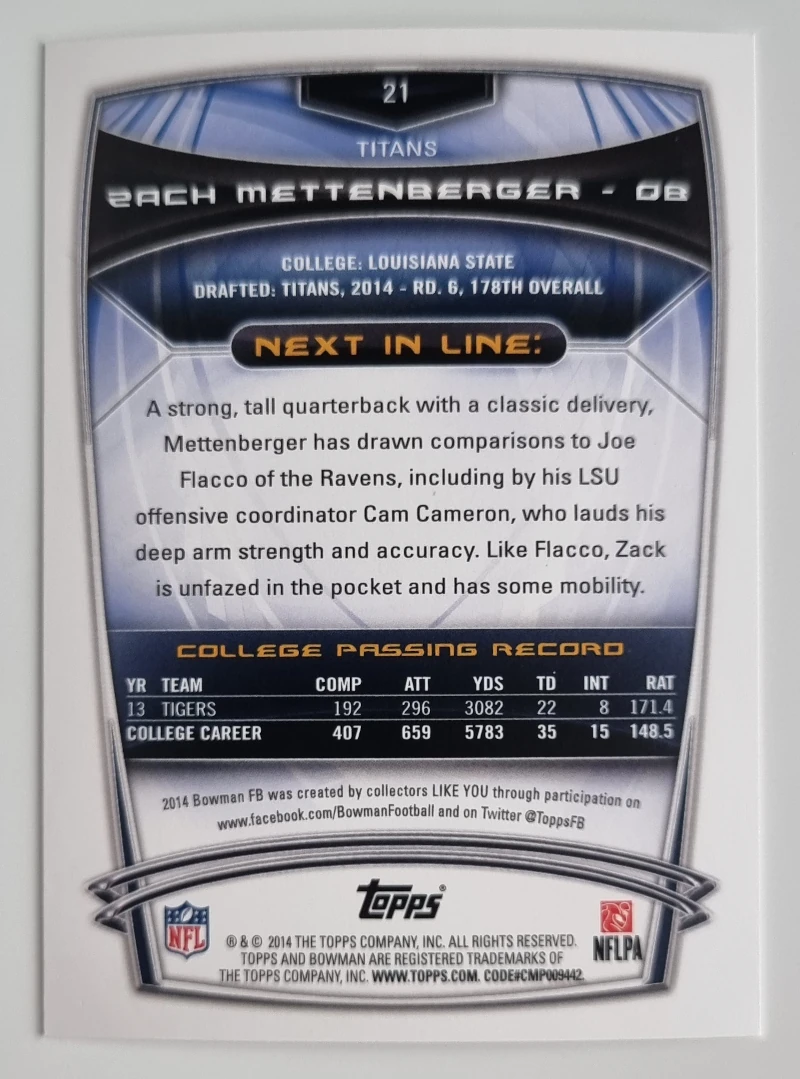 21
TITANS
ZACH METTENBERGER - QB
COLLEGE: LOUISIANA STATE
DRAFTED: TITANS, 2014 - RD. 6, 178TH OVERALL
NEXT IN LINE:
A strong, tall quarterback with a classic delivery,
Mettenberger has drawn comparisons to Joe
Flacco of the Ravens, including by his LSU
offensive coordinator Cam Cameron, who lauds his
deep arm strength and accuracy. Like Flacco, Zack
is unfazed in the pocket and has some mobility.
COLLEGE PASSING RECORD
YR TEAM COMP ATT YDS TD INT RAT
13 TIGERS 192 296 3082 22 8 171.4
COLLEGE CAREER 407 659 5783 35 15 148.5
2014 Bowman FB was created by collectors LIKE YOU through participation on
www.facebook.com/BowmanFootball and on Twitter @ToppsFB
Topps®
NFL
NFLPA
® & © 2014 THE TOPPS COMPANY, INC. ALL RIGHTS RESERVED.
TOPPS AND BOWMAN ARE REGISTERED TRADEMARKS OF
THE TOPPS COMPANY, INC. WWW.TOPPS.COM. CODE#CMP009442.